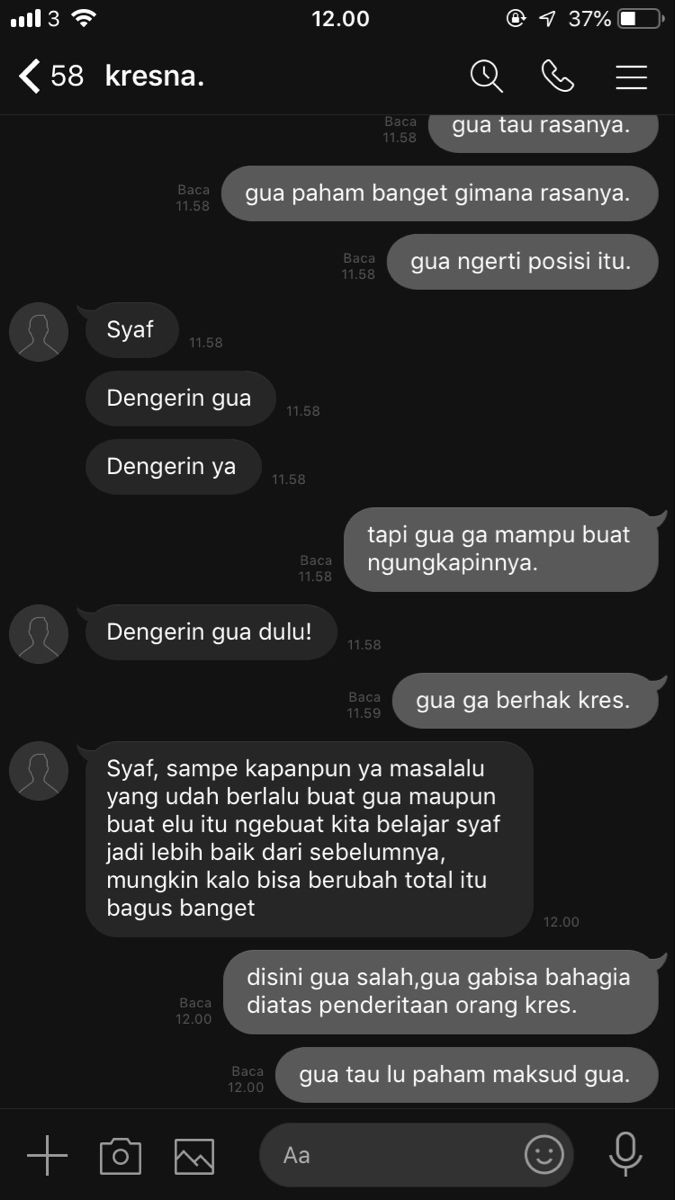 3
12.00
37%
58
kresna.
gua tau rasanya.
Baca
11.58
gua paham banget gimana rasanya.
Baca
11.58
gua ngerti posisi itu.
Baca
11.58
Syaf
11.58
Dengerin gua
11.58
Dengerin ya
11.58
tapi gua ga mampu buat
ngungkapinnya.
Baca
11.58
Dengerin gua dulu!
11.58
gua ga berhak kres.
Baca
11.59
Syaf, sampe kapanpun ya masalalu
yang udah berlalu buat gua maupun
buat elu itu ngebuat kita belajar syaf
jadi lebih baik dari sebelumnya,
mungkin kalo bisa berubah total itu
bagus banget
12.00
disini gua salah,gua gabisa bahagia
diatas penderitaan orang kres.
Baca
12.00
gua tau lu paham maksud gua.
Baca
12.00
Aa